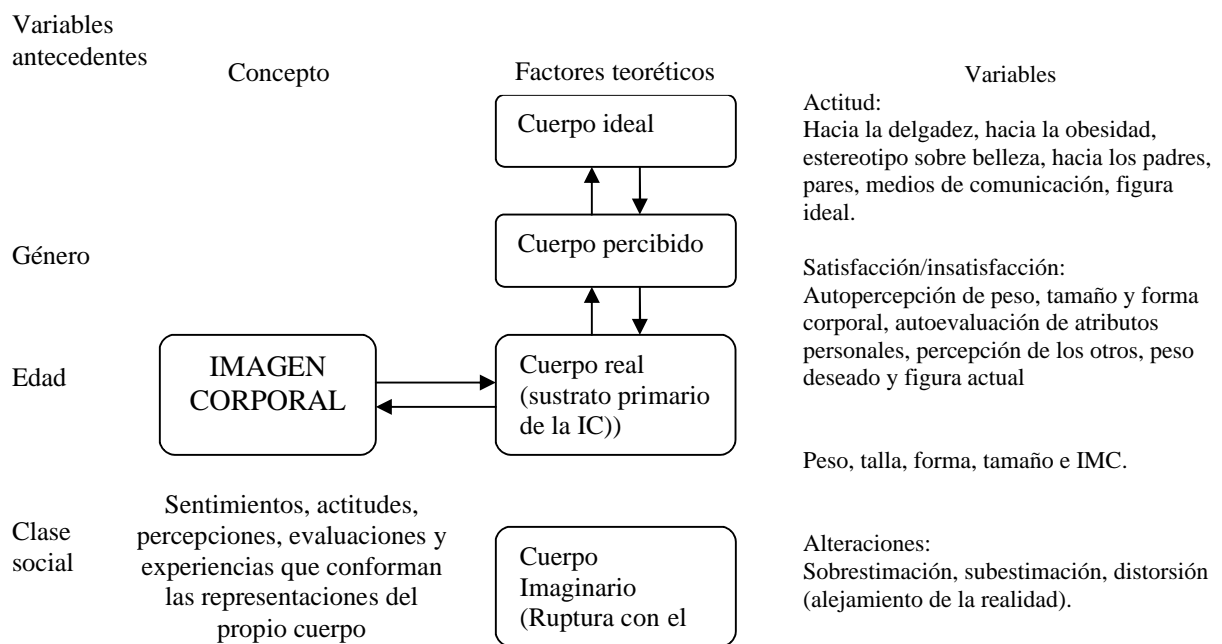 Variables
antecedentes
Concepto
Factores teoréticos
Variables
Cuerpo ideal
Actitud:
Hacia la delgadez, hacia la obesidad,
estereotipo sobre belleza, hacia los padres,
pares, medios de comunicación, figura
ideal.
Género
Cuerpo percibido
Satisfacción/insatisfacción:
Autopercepción de peso, tamaño y forma
corporal, autoevaluación de atributos
personales, percepción de los otros, peso
deseado y figura actual
Edad
IMAGEN
CORPORAL
Cuerpo real
(sustrato primario
de la IC))
Peso, talla, forma, tamaño e IMC.
Clase
social
Sentimientos, actitudes,
percepciones, evaluaciones y
experiencias que conforman
las representaciones del
propio cuerpo
Cuerpo
Imaginario
(Ruptura con el
Alteraciones:
Sobrestimación, subestimación, distorsión
(alejamiento de la realidad).